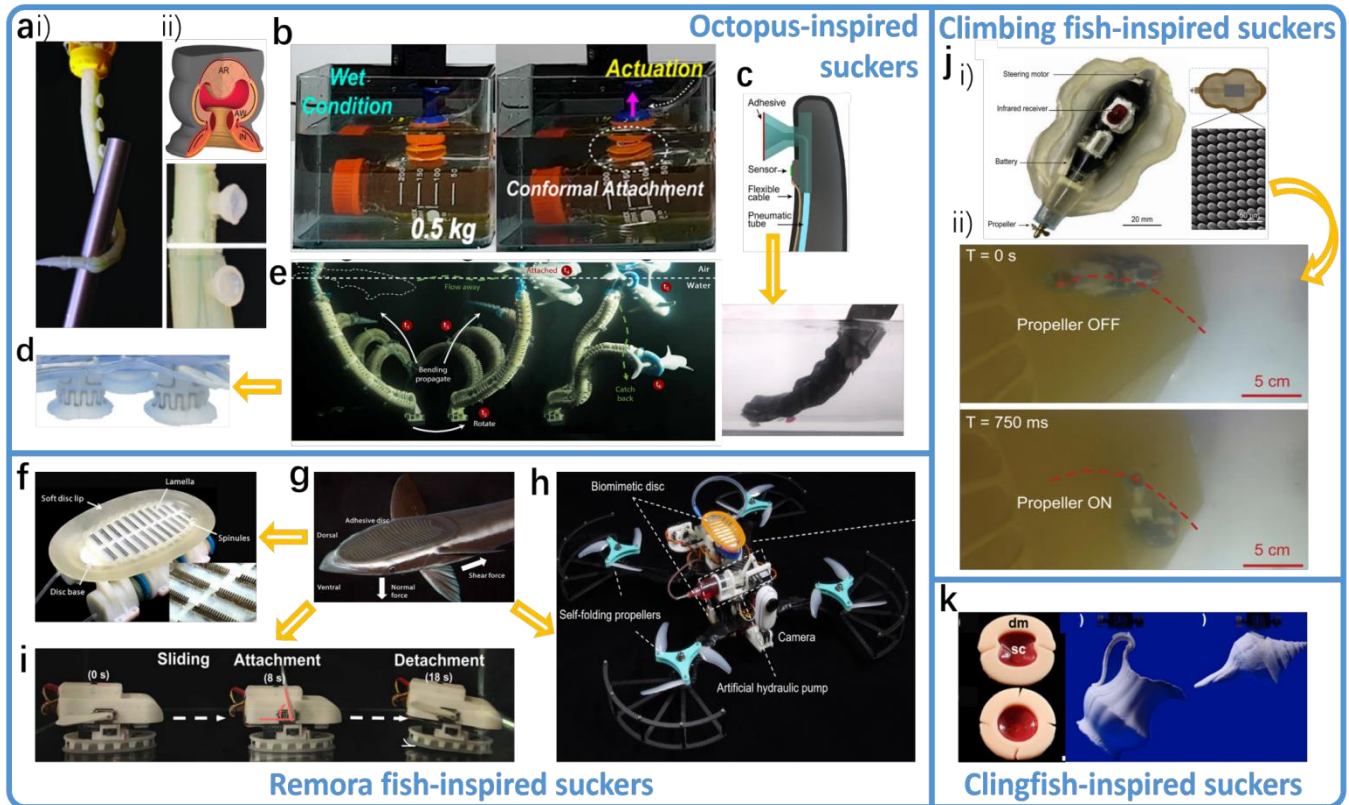 Octopus-inspired
suckers
a i)
ii)
AR
AW
IN
b
Wet
Condition
0.5 kg
Actuation
Conformal Attachment
c
Adhesive
Sensor
Flexible
cable
Pneumatic
tube
d
e
Flow away
Attached
Air
Water
Bending
propagate
Rotate
Catch
back
Climbing fish-inspired suckers
j i)
Steering motor
Infrared receiver
Battery
Propeller
20 mm
ii)
T = 0 s
Propeller OFF
5 cm
T = 750 ms
Propeller ON
5 cm
f
Lamella
Soft disc lip
Spinules
Disc base
g
Adhesive disc
Dorsal
Ventral
Normal
force
Shear force
h
Biomimetic disc
Self-folding propellers
Camera
Artificial hydraulic pump
i
Sliding
Attachment
Detachment
(0 s)
(8 s)
(18 s)
Remora fish-inspired suckers
k
dm
sc
)
)
Clingfish-inspired suckers